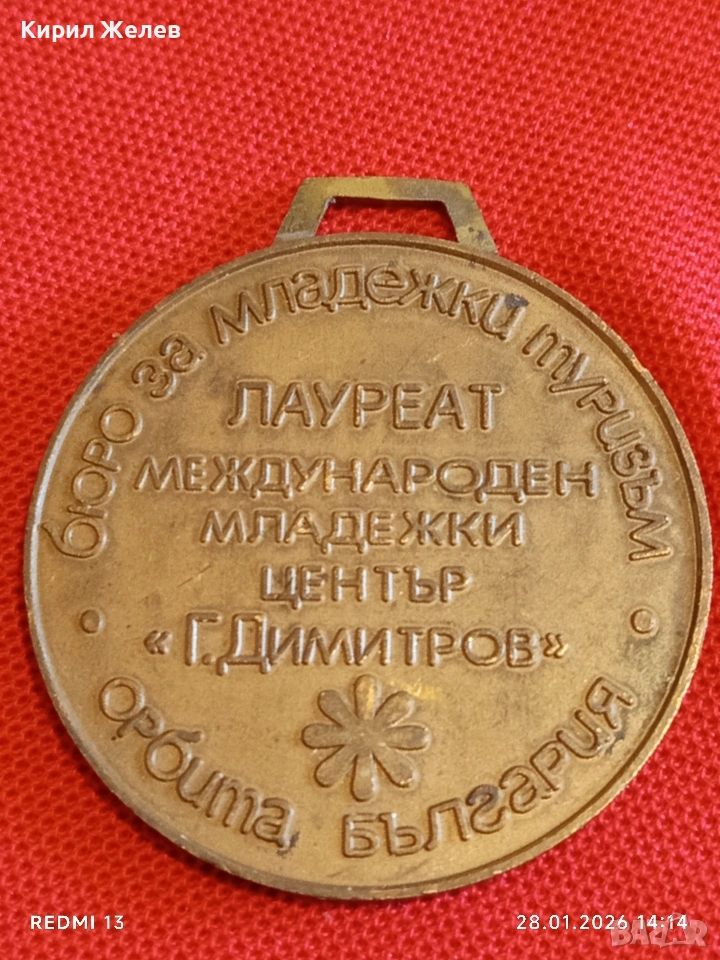 Кирил Желев
бюро за младежки туризъм
ЛАУРЕАТ
МЕЖДУНАРОДЕН
МЛАДЕЖКИ
ЦЕНТЪР
«Г.ДИМИТРОВ»
орбита България
REDMI 13
28.01.2026 14:14
BAZAR